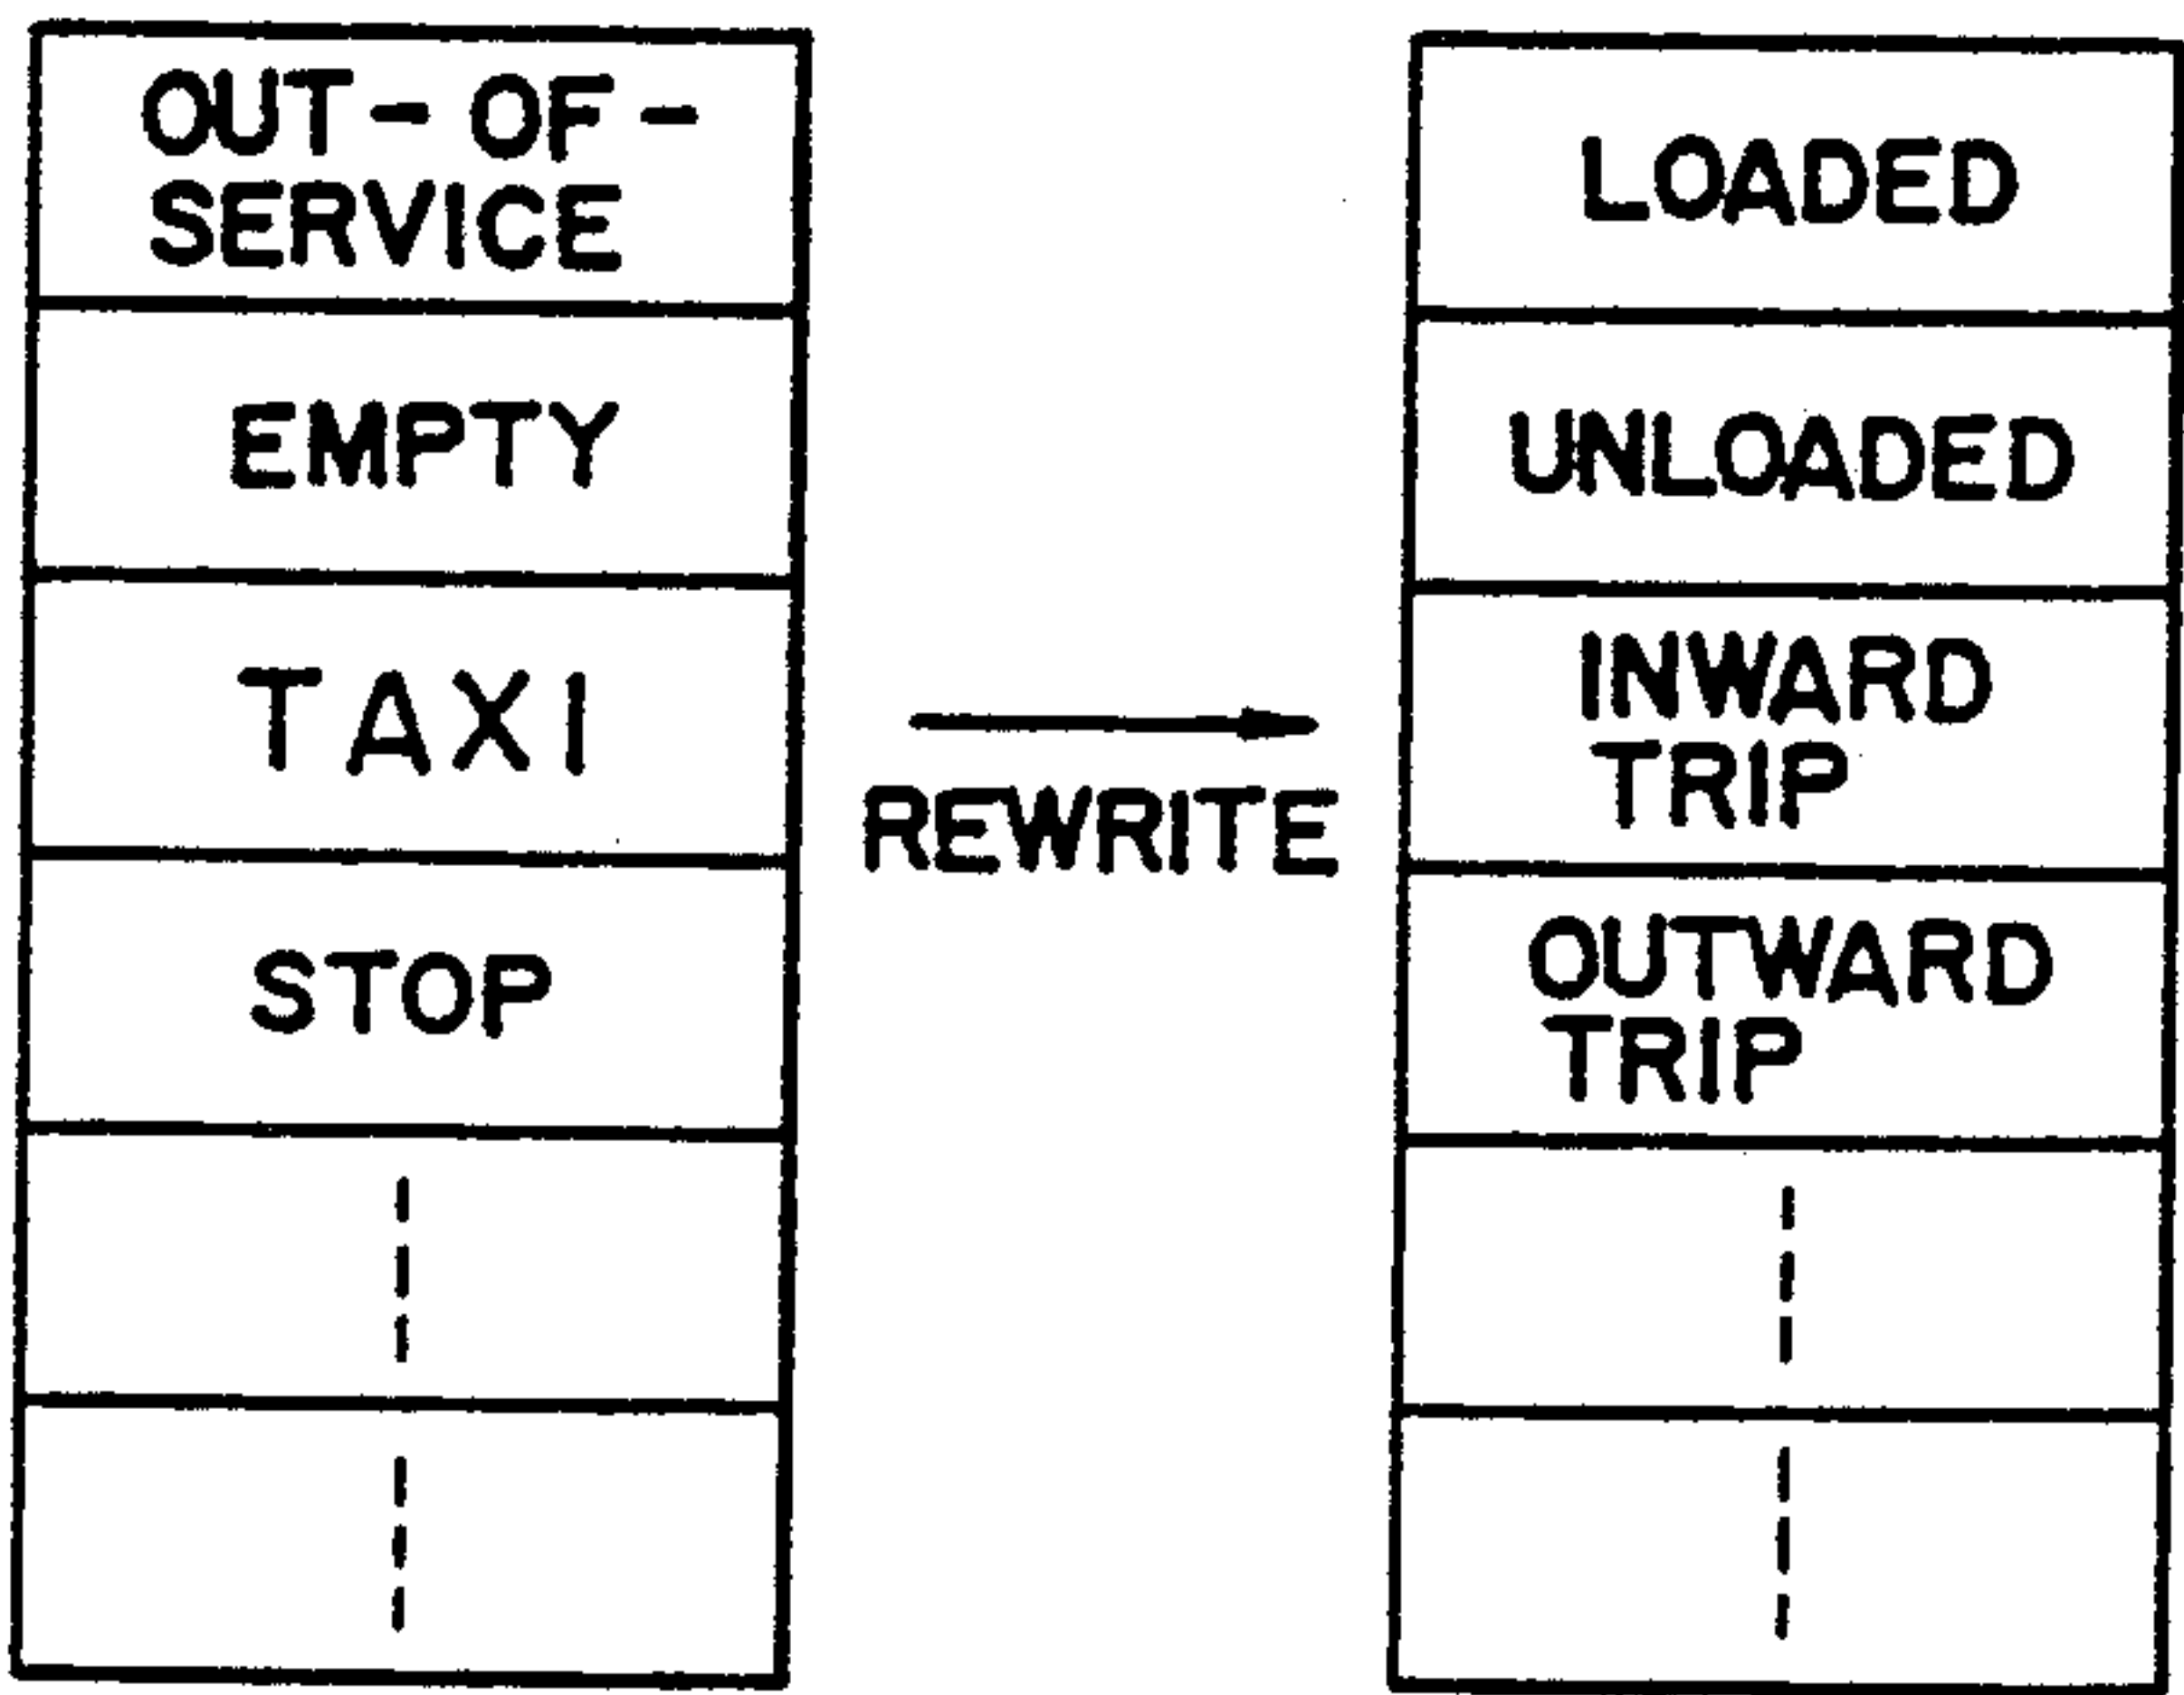 OUT-OF-
SERVICE
EMPTY
TAXI
STOP
REWRITE
LOADED
UNLOADED
INWARD
TRIP
OUTWARD
TRIP